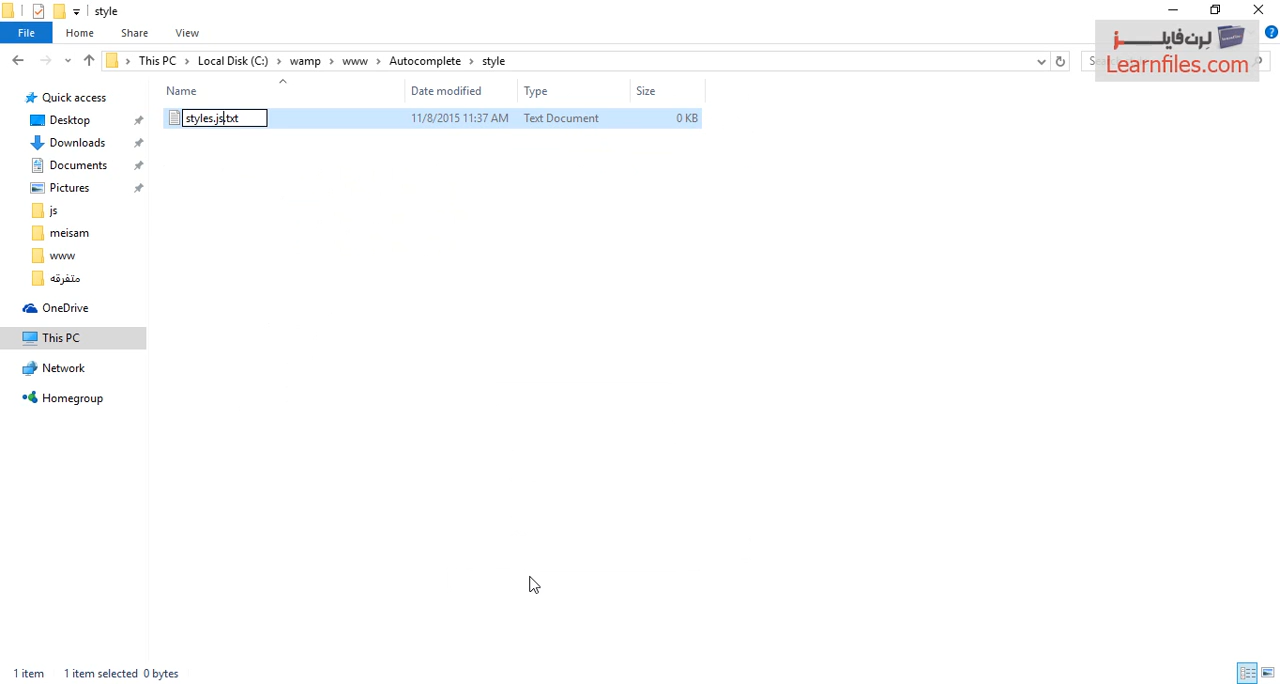 style
File Home Share View
This PC Local Disk (C:) wamp www Autocomplete style
لرن‌فایلز
Learnfiles.com
Name Date modified Type Size
styles.js.txt 11/8/2015 11:37 AM Text Document 0 KB
Quick access
Desktop
Downloads
Documents
Pictures
js
meisam
www
متفرقه
OneDrive
This PC
Network
Homegroup
1 item 1 item selected 0 bytes